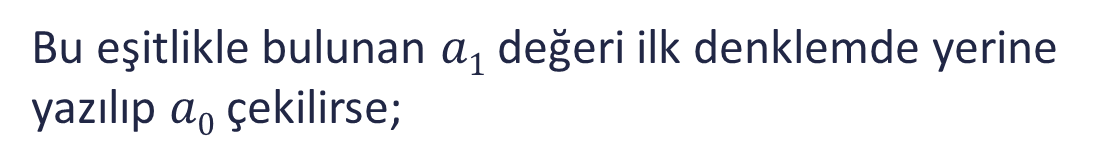 Bu eşitlikle bulunan a₁ değeri ilk denklemde yerine
yazılıp a₀ çekilirse;